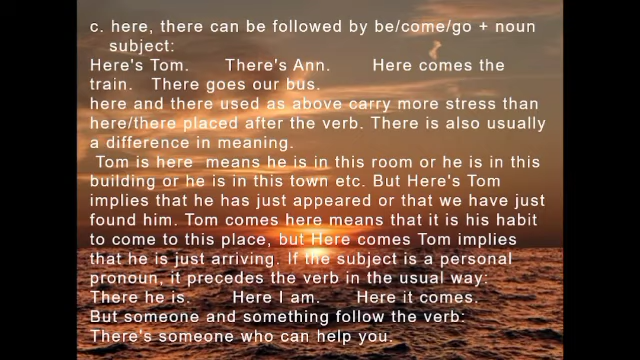 c. here, there can be followed by be/come/go + noun
subject:
Here's Tom. There's Ann. Here comes the
train. There goes our bus.
here and there used as above carry more stress than
here/there placed after the verb. There is also usually
a difference in meaning.
Tom is here means he is in this room or he is in this
building or he is in this town etc. But Here's Tom
implies that he has just appeared or that we have just
found him. Tom comes here means that it is his habit
to come to this place, but Here comes Tom implies
that he is just arriving. If the subject is a personal
pronoun, it precedes the verb in the usual way:
There he is. Here I am. Here it comes.
But someone and something follow the verb:
There's someone who can help you.